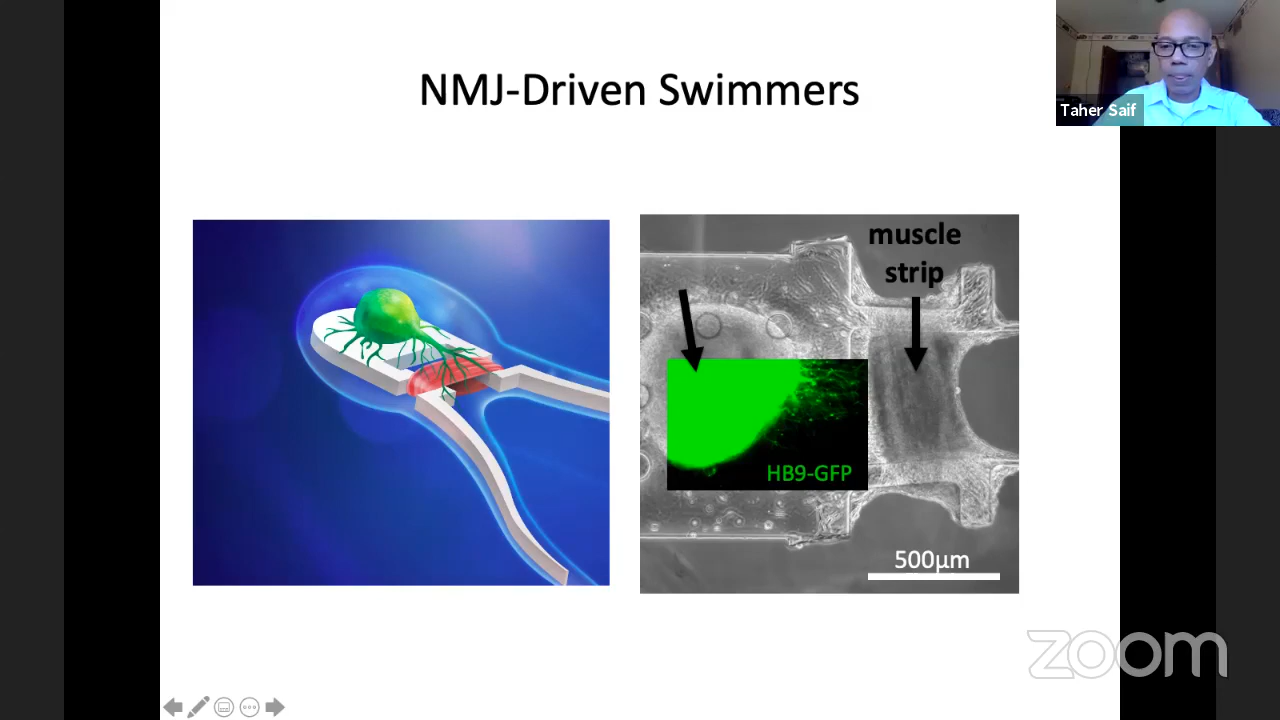 NMJ-Driven Swimmers
Taher Saif
muscle
strip
HB9-GFP
500μm
zoom